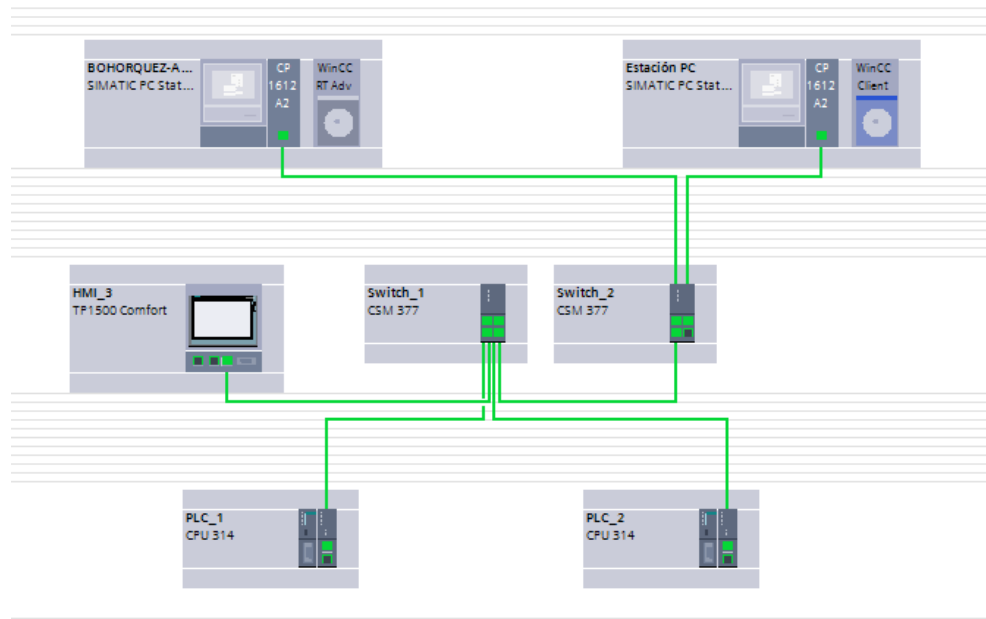 BOHORQUEZ-A...
SIMATIC PC Stat...
CP
1612
A2
WinCC
RT Adv
Estación PC
SIMATIC PC Stat...
CP
1612
A2
WinCC
Client
HMI_3
TP1500 Comfort
Switch_1
CSM 377
Switch_2
CSM 377
PLC_1
CPU 314
PLC_2
CPU 314